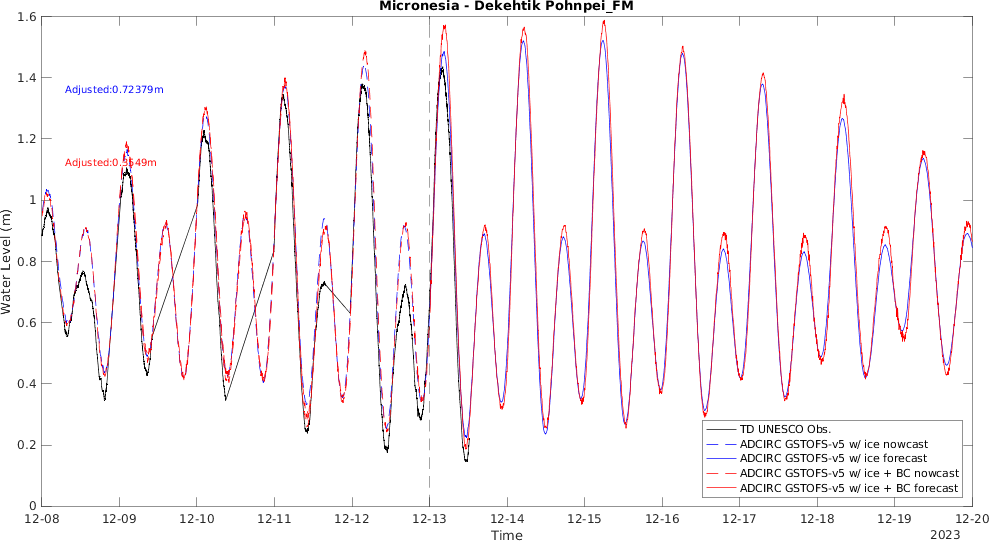 Micronesia - Dekehtik Pohnpei_FM
1.6
1.4
1.2
1
0.8
0.6
0.4
0.2
0
Water Level (m)
Adjusted:0.72379m
TD UNESCO Obs.
ADCIRC GSTOFS-v5 w/ ice nowcast
ADCIRC GSTOFS-v5 w/ ice forecast
ADCIRC GSTOFS-v5 w/ ice + BC nowcast
ADCIRC GSTOFS-v5 w/ ice + BC forecast
12-08 12-09 12-10 12-11 12-12 12-13 12-14 12-15 12-16 12-17 12-18 12-19 12-20
Time
2023